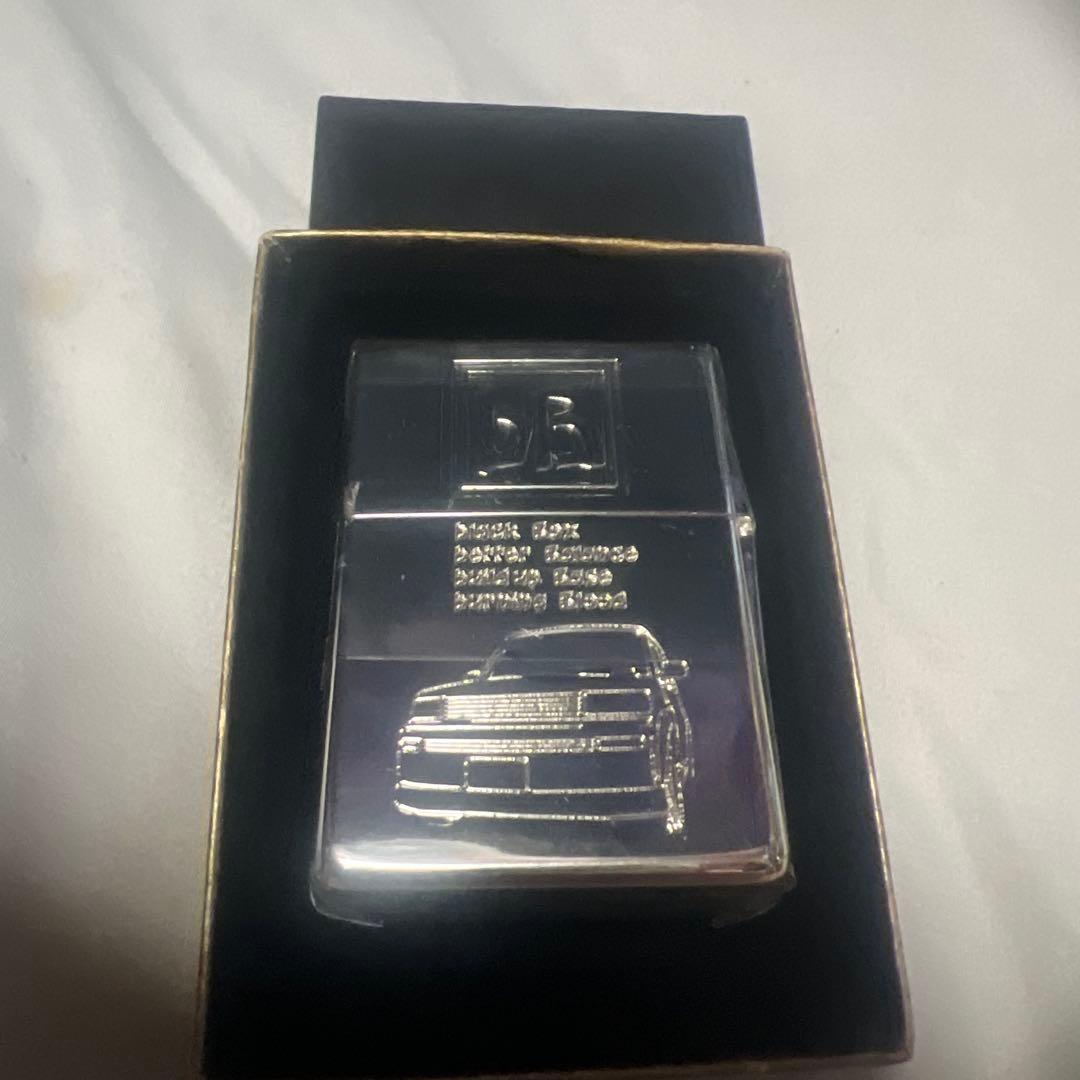 bB
black Box
better Balance
build up Base
burning Blood